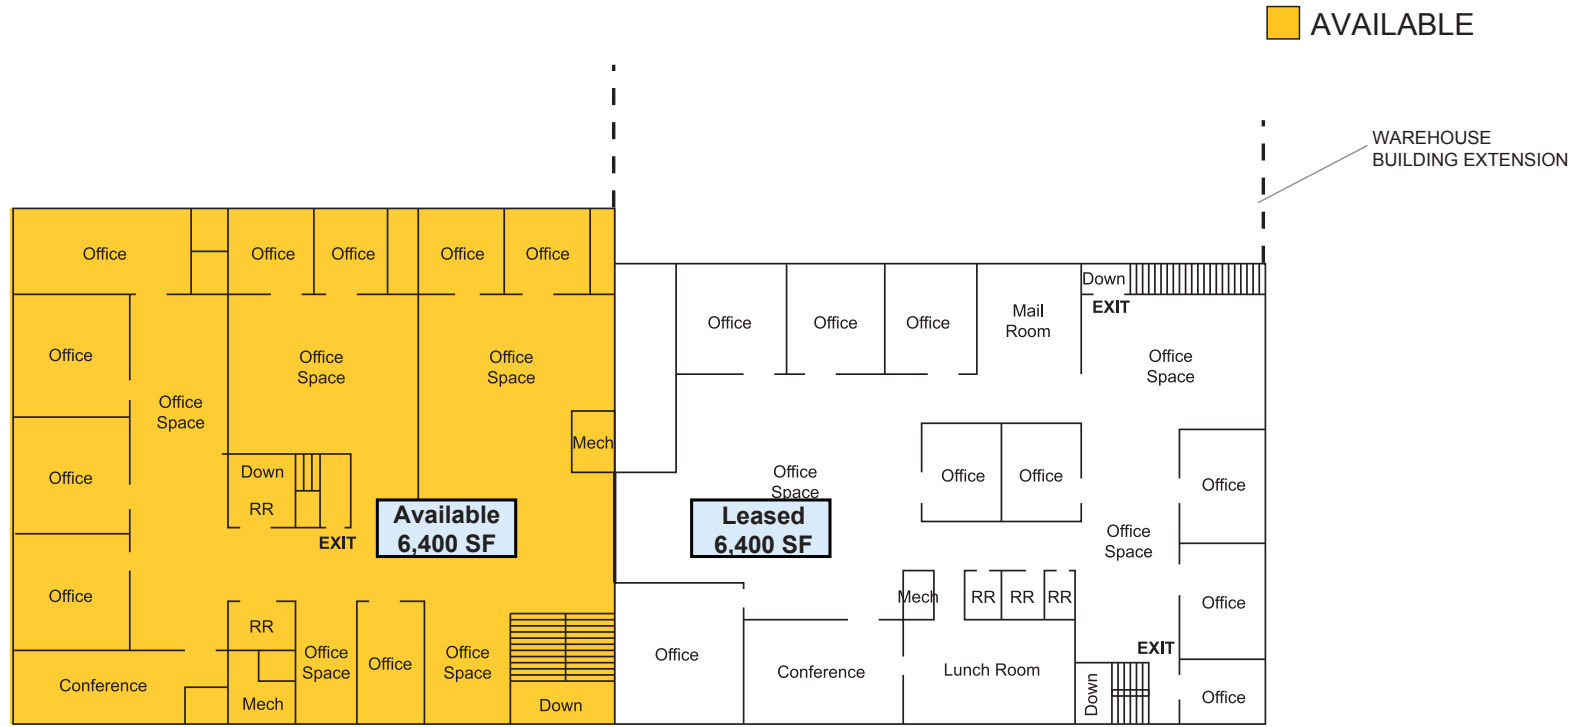 AVAILABLE
WAREHOUSE
BUILDING EXTENSION
Office
Office
Office
Office
Office
Down
EXIT
Office
Office
Office
Mail
Room
Office
Office
Space
Office
Space
Office
Space
Office
Space
Mech
Office
Down
RR
EXIT
Available
6,400 SF
Office
Space
Leased
6,400 SF
Office
Office
Office
Office
Space
Office
RR
Office
Space
Office
Office
Space
Down
Conference
Mech
Office
Conference
Mech
RR
RR
RR
Lunch Room
EXIT
Down
Office
Office